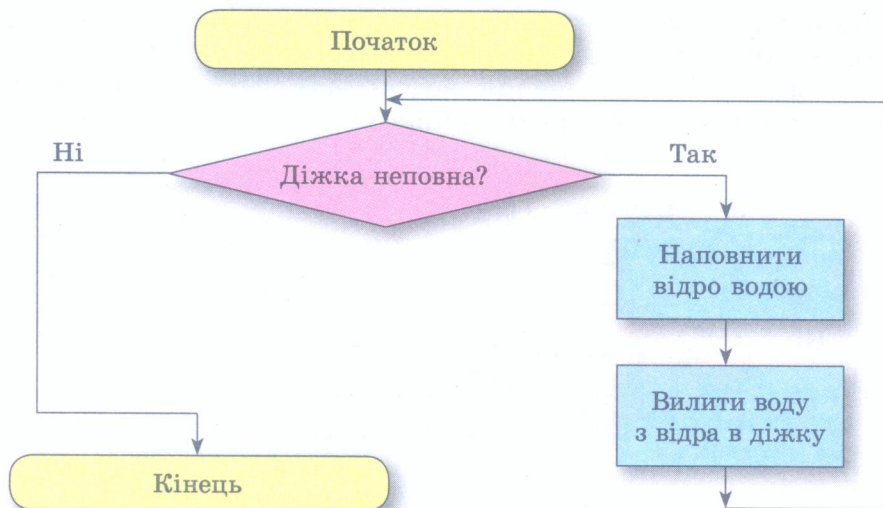 Початок
Ні
Діжка неповна?
Так
Наповнити
відро водою
Вилити воду
з відра в діжку
Кінець